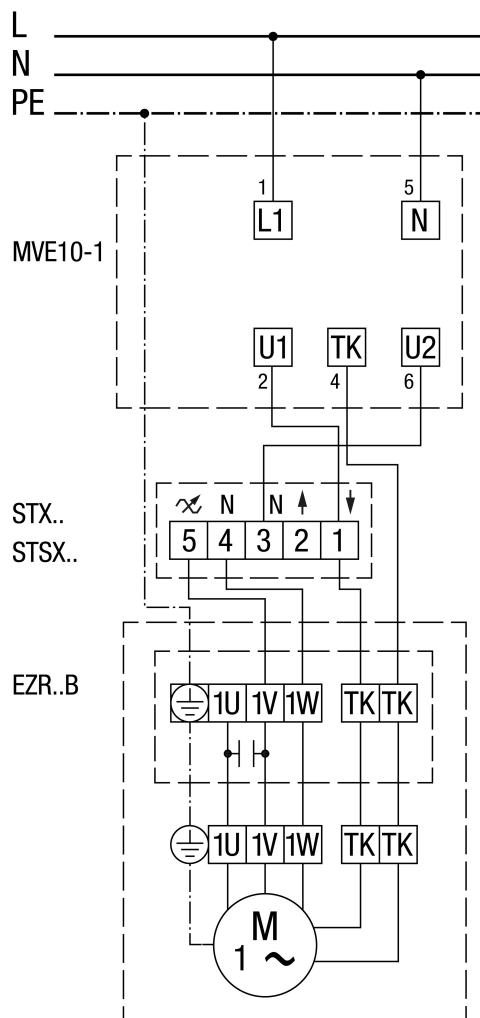 L
N
PE
1 5
L1 N
MVE10-1
U1 TK U2
2 4 6
N N
STX..
5 4 3 2 1
STSX..
EZR..B
1U 1V 1W TK TK
1U 1V 1W TK TK
M
1 ~